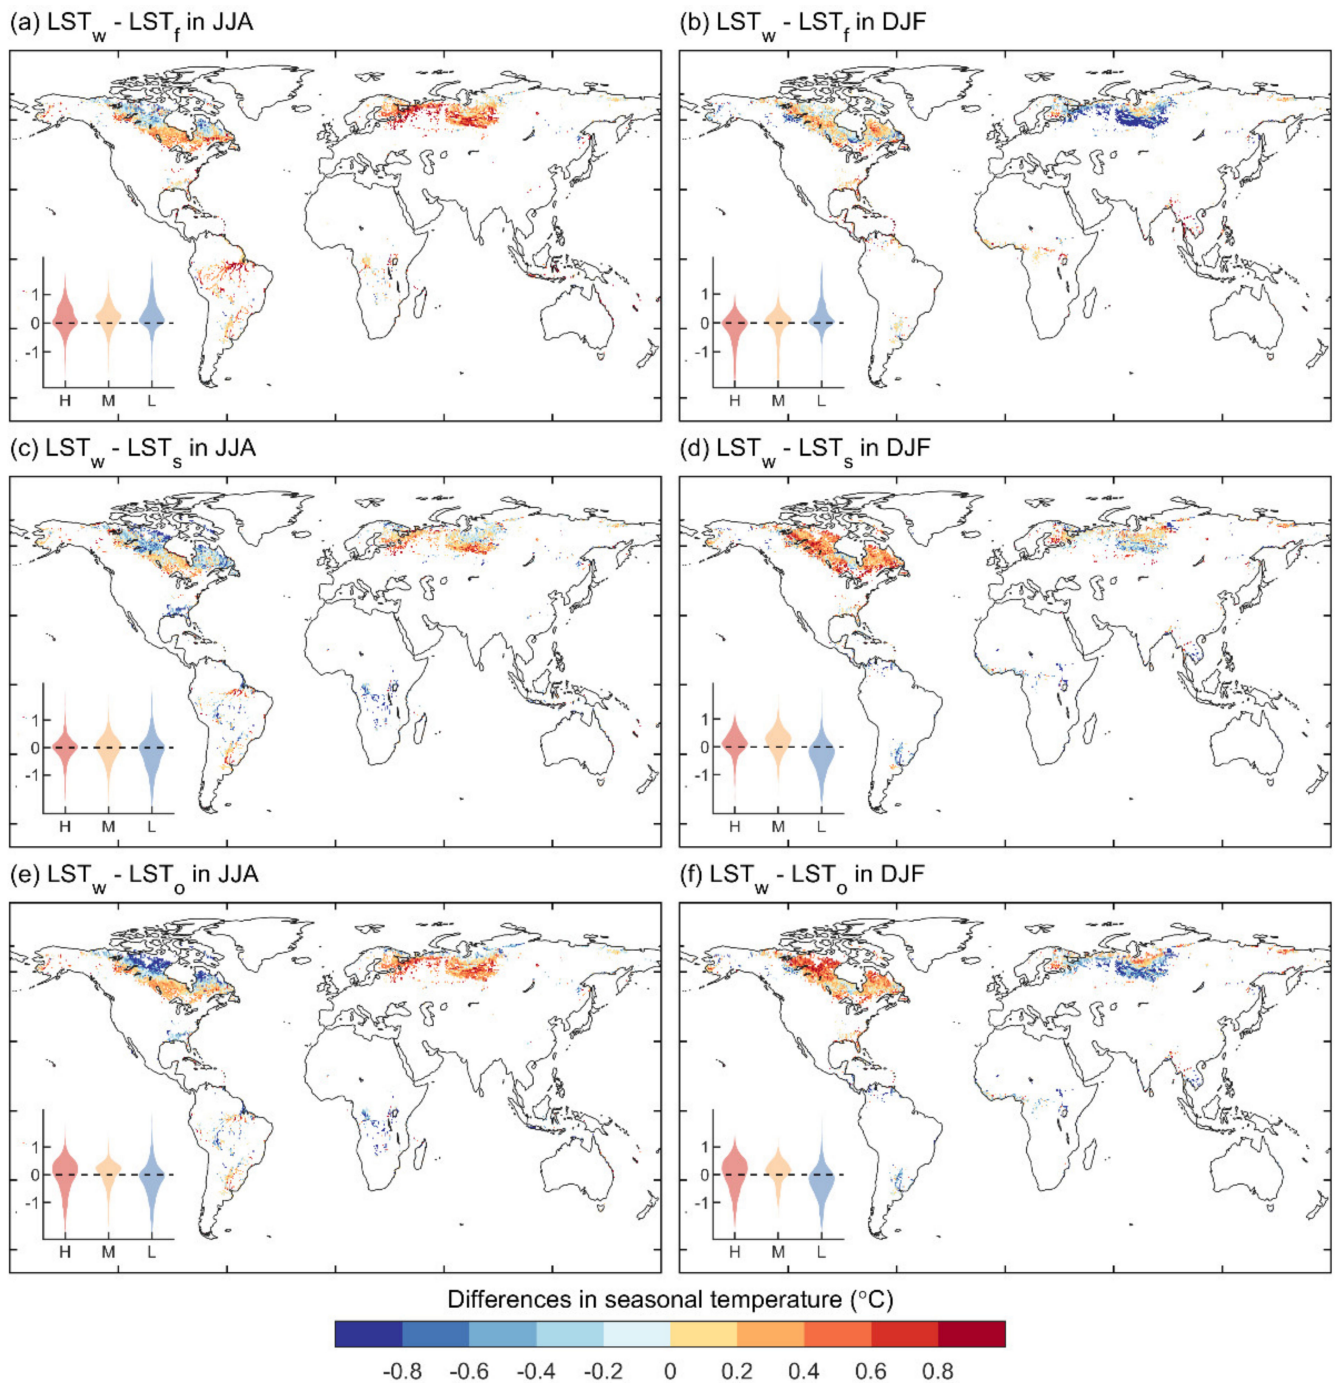 (a) LSTw - LSTf in JJA
(b) LSTw - LSTf in DJF
1
0
-1
H M L
1
0
-1
H M L
(c) LSTw - LSTs in JJA
(d) LSTw - LSTs in DJF
1
0
-1
H M L
1
0
-1
H M L
(e) LSTw - LSTo in JJA
(f) LSTw - LSTo in DJF
1
0
-1
H M L
1
0
-1
H M L
Differences in seasonal temperature (°C)
-0.8 -0.6 -0.4 -0.2 0 0.2 0.4 0.6 0.8